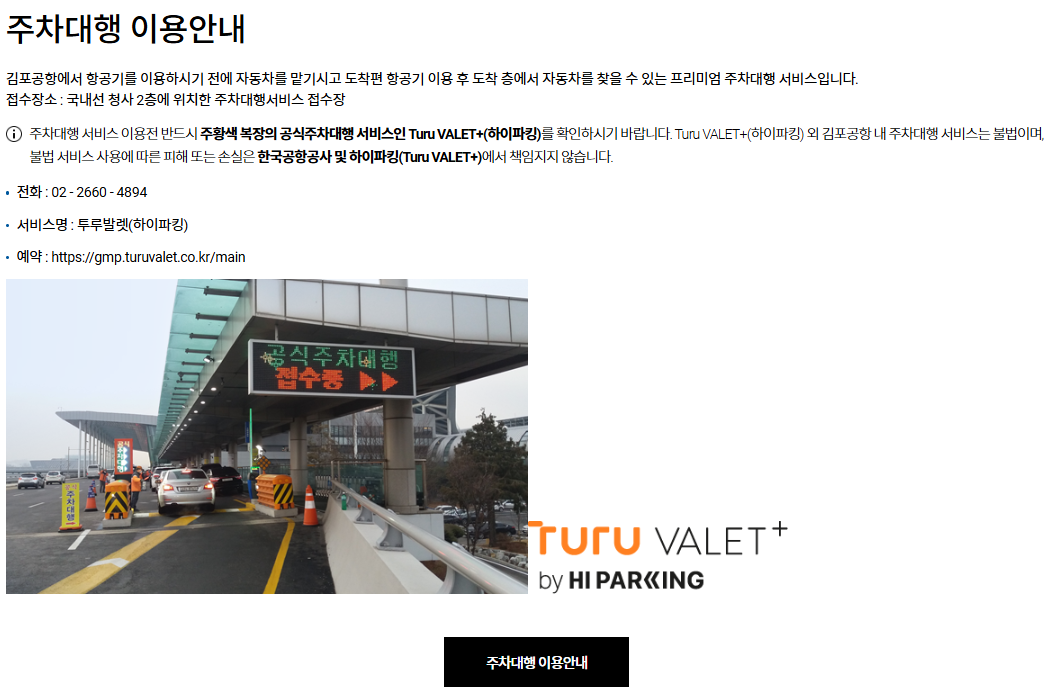 주차대행 이용안내
김포공항에서 항공기를 이용하시기 전에 자동차를 맡기시고 도착편 항공기 이용 후 도착 층에서 자동차를 찾을 수 있는 프리미엄 주차대행 서비스입니다.
접수장소 : 국내선 청사 2층에 위치한 주차대행서비스 접수장
주차대행 서비스 이용전 반드시 주황색 복장의 공식주차대행 서비스인 Turu VALET+(하이파킹)를 확인하시기 바랍니다. Turu VALET+(하이파킹) 외 김포공항 내 주차대행 서비스는 불법이며,
불법 서비스 사용에 따른 피해 또는 손실은 한국공항공사 및 하이파킹(Turu VALET+)에서 책임지지 않습니다.
전화 : 02 - 2660 - 4894
서비스명 : 투루발렛(하이파킹)
예약 : https://gmp.turuvalet.co.kr/main
공식주차대행
접수중
공식
주차대행
TURU VALET+
by HI PARKING
주차대행 이용안내